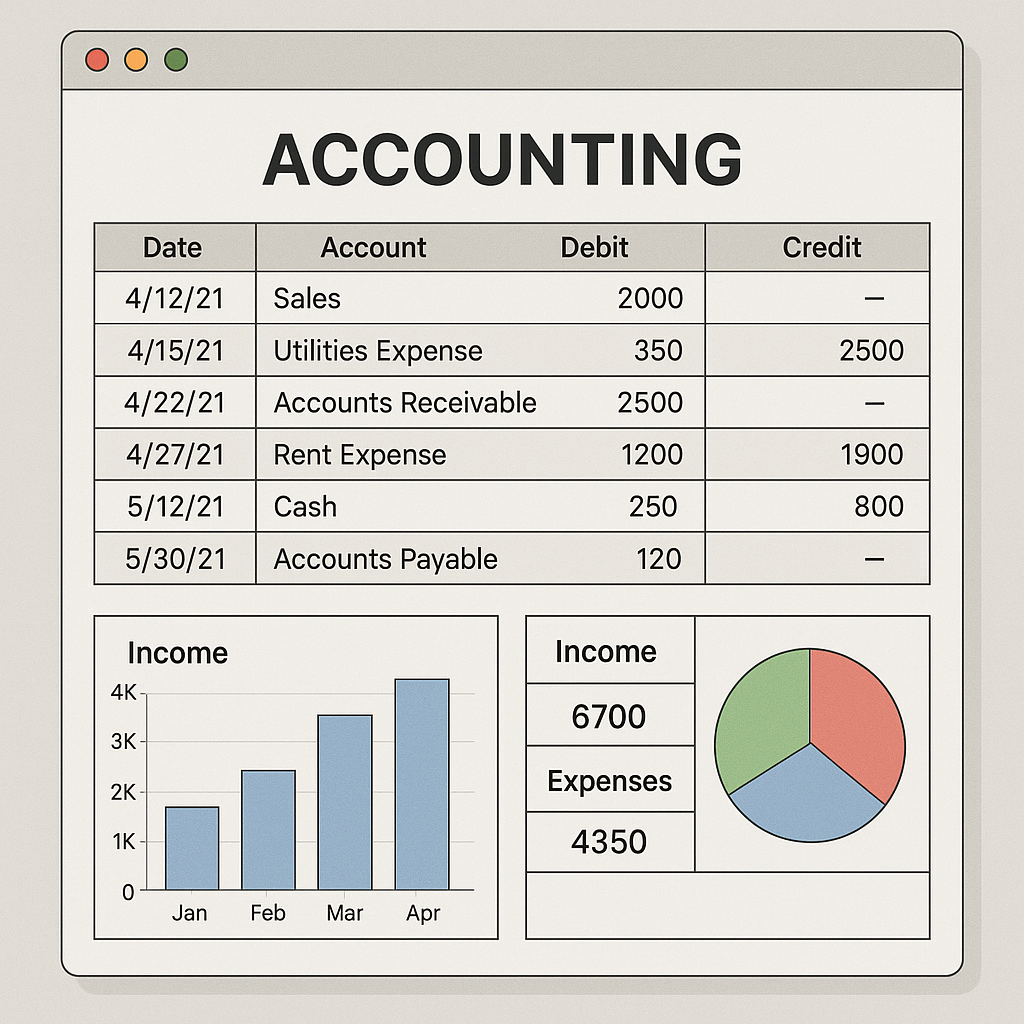 ACCOUNTING
Date Account Debit Credit
4/12/21 Sales 2000 –
4/15/21 Utilities Expense 350 2500
4/22/21 Accounts Receivable 2500 –
4/27/21 Rent Expense 1200 1900
5/12/21 Cash 250 800
5/30/21 Accounts Payable 120 –
Income
4K
3K
2K
1K
0
Jan Feb Mar Apr
Income
6700
Expenses
4350